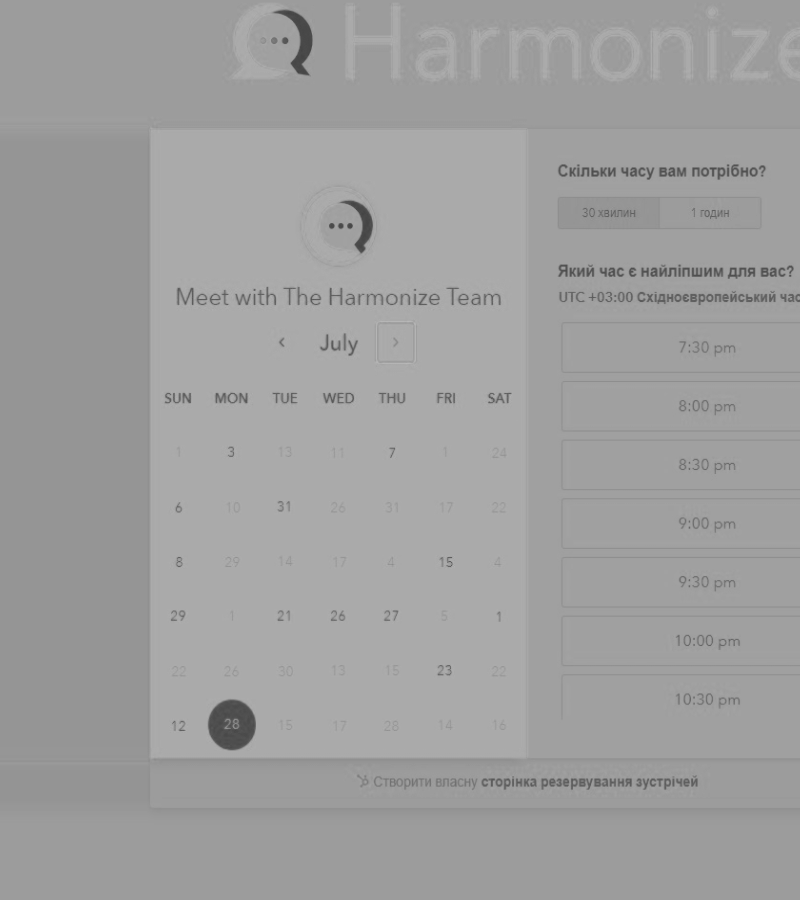 Harmonize
Meet with The Harmonize Team
‹ July ›
SUN MON TUE WED THU FRI SAT
1 3 13 11 7 1 24
6 10 31 26 31 17 22
8 29 14 17 4 15 4
29 1 21 26 27 5 1
22 26 30 13 15 23 22
12 28 15 17 28 14 16
Скільки часу вам потрібно?
30 хвилин 1 годин
Який час є найліпшим для вас?
UTC +03:00 Східноєвропейський час
7:30 pm
8:00 pm
8:30 pm
9:00 pm
9:30 pm
10:00 pm
10:30 pm
Створити власну сторінка резервування зустрічей